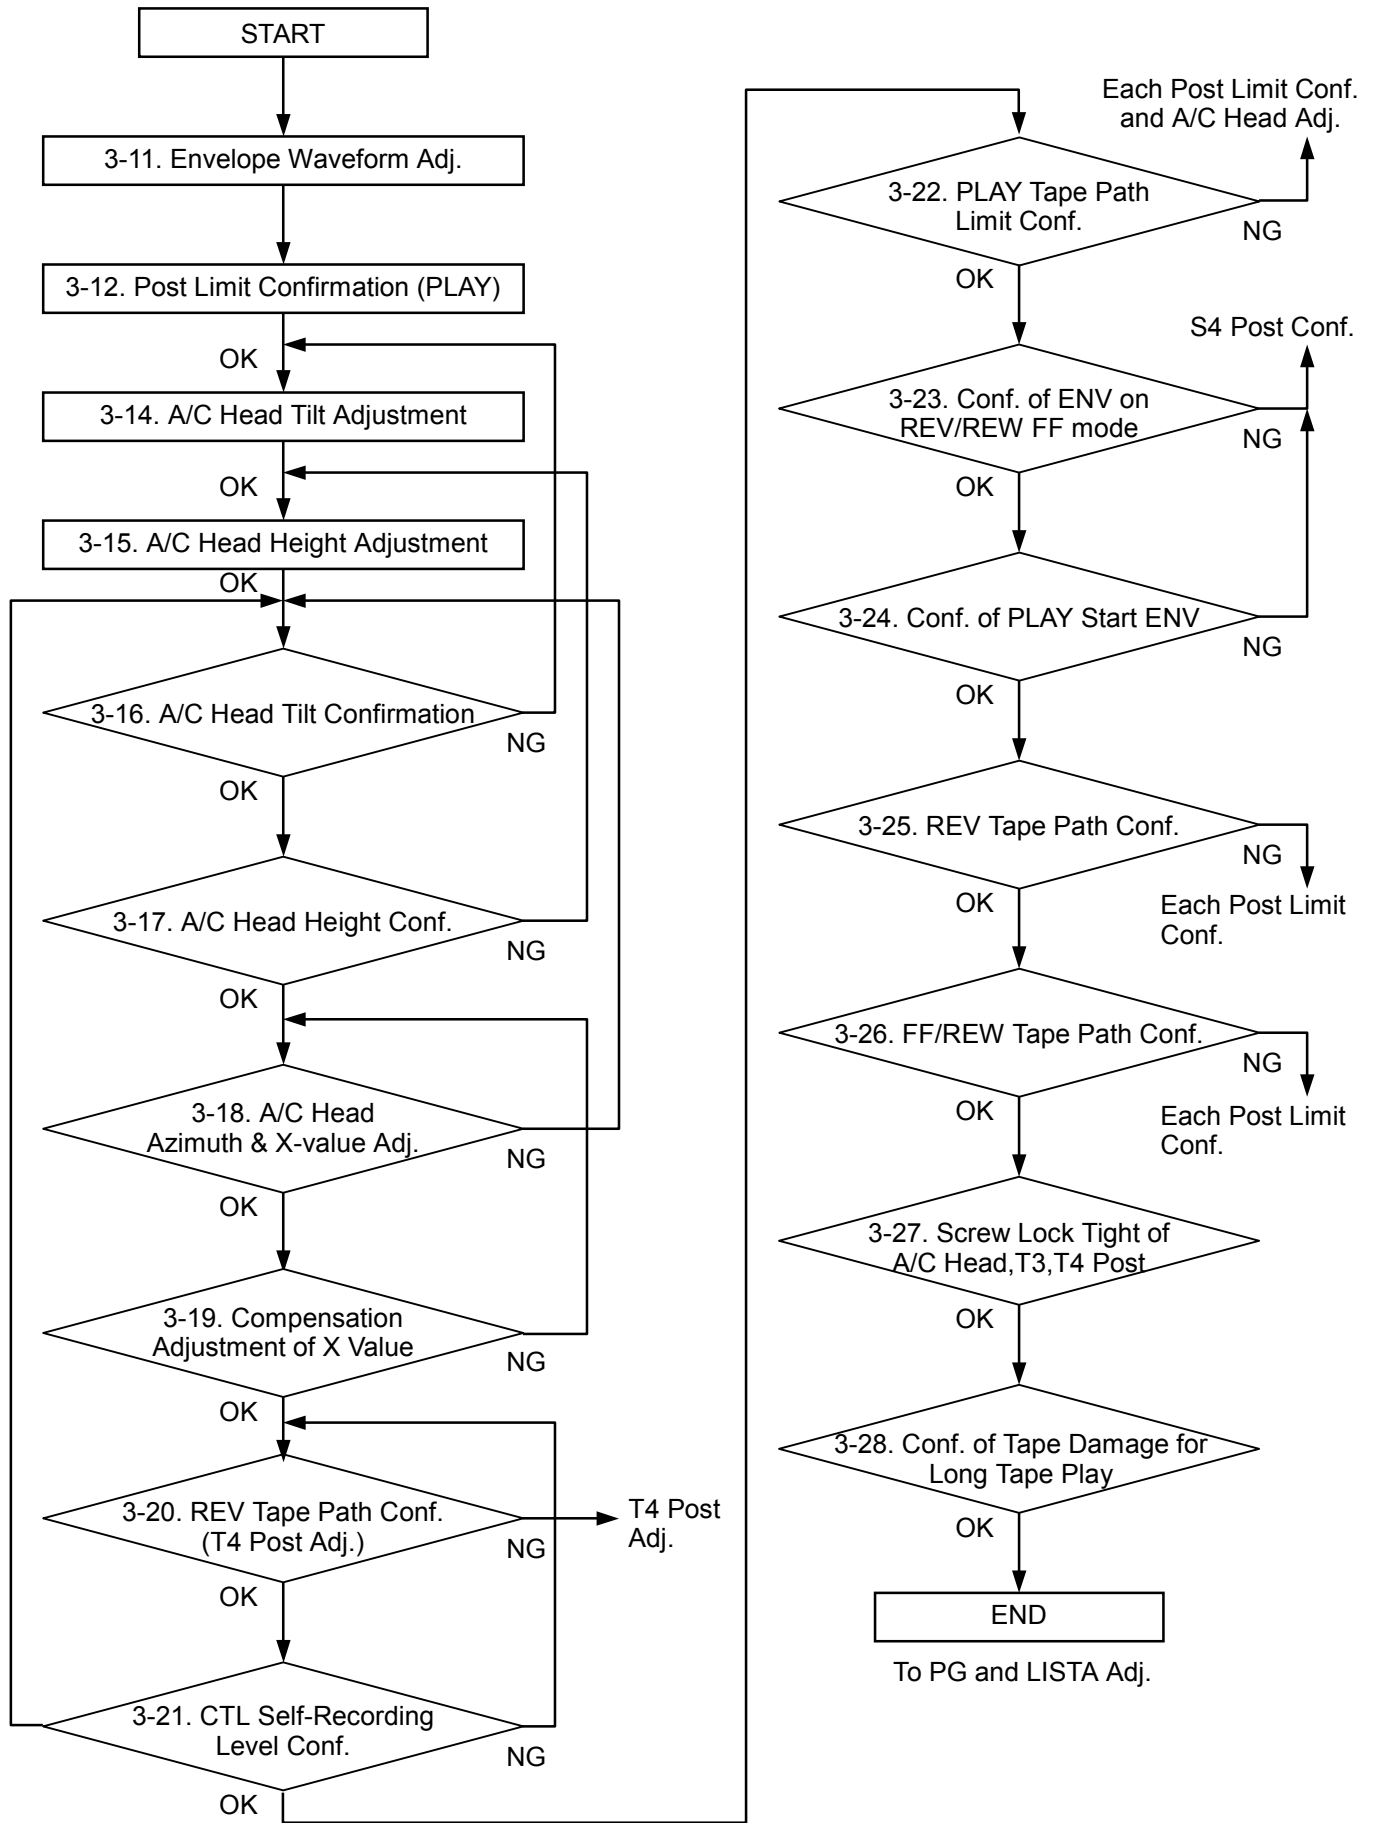 START
3-11. Envelope Waveform Adj.
3-12. Post Limit Confirmation (PLAY)
OK
3-14. A/C Head Tilt Adjustment
OK
3-15. A/C Head Height Adjustment
OK
3-16. A/C Head Tilt Confirmation
NG
OK
3-17. A/C Head Height Conf.
NG
OK
3-18. A/C Head
Azimuth & X-value Adj.
NG
OK
3-19. Compensation
Adjustment of X Value
NG
OK
3-20. REV Tape Path Conf.
(T4 Post Adj.)
NG
T4 Post
Adj.
OK
3-21. CTL Self-Recording
Level Conf.
NG
OK
Each Post Limit Conf.
and A/C Head Adj.
3-22. PLAY Tape Path
Limit Conf.
NG
OK
S4 Post Conf.
3-23. Conf. of ENV on
REV/REW FF mode
NG
OK
3-24. Conf. of PLAY Start ENV
NG
OK
3-25. REV Tape Path Conf.
NG
Each Post Limit
Conf.
OK
3-26. FF/REW Tape Path Conf.
NG
Each Post Limit
Conf.
OK
3-27. Screw Lock Tight of
A/C Head,T3,T4 Post
OK
3-28. Conf. of Tape Damage for
Long Tape Play
OK
END
To PG and LISTA Adj.